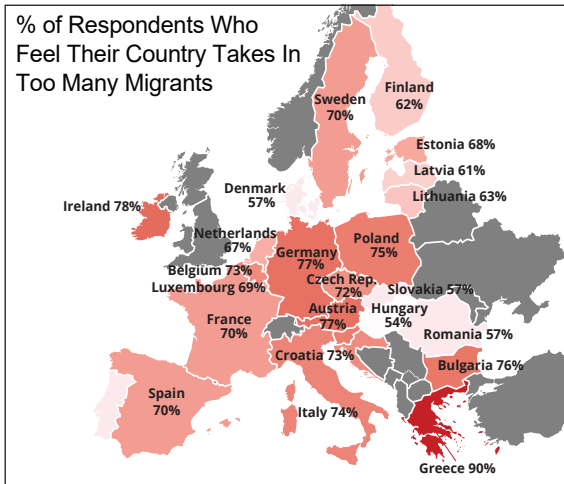 % of Respondents Who
Feel Their Country Takes In
Too Many Migrants
Finland
62%
Sweden
70%
Estonia 68%
Latvia 61%
Denmark
57%
Lithuania 63%
Ireland 78%
Netherlands
67%
Poland
75%
Germany
77%
Belgium 73%
Czech Rep.
72%
Luxembourg 69%
Slovakia 57%
Austria
77%
Hungary
54%
France
70%
Romania 57%
Croatia 73%
Bulgaria 76%
Spain
70%
Italy 74%
Greece 90%